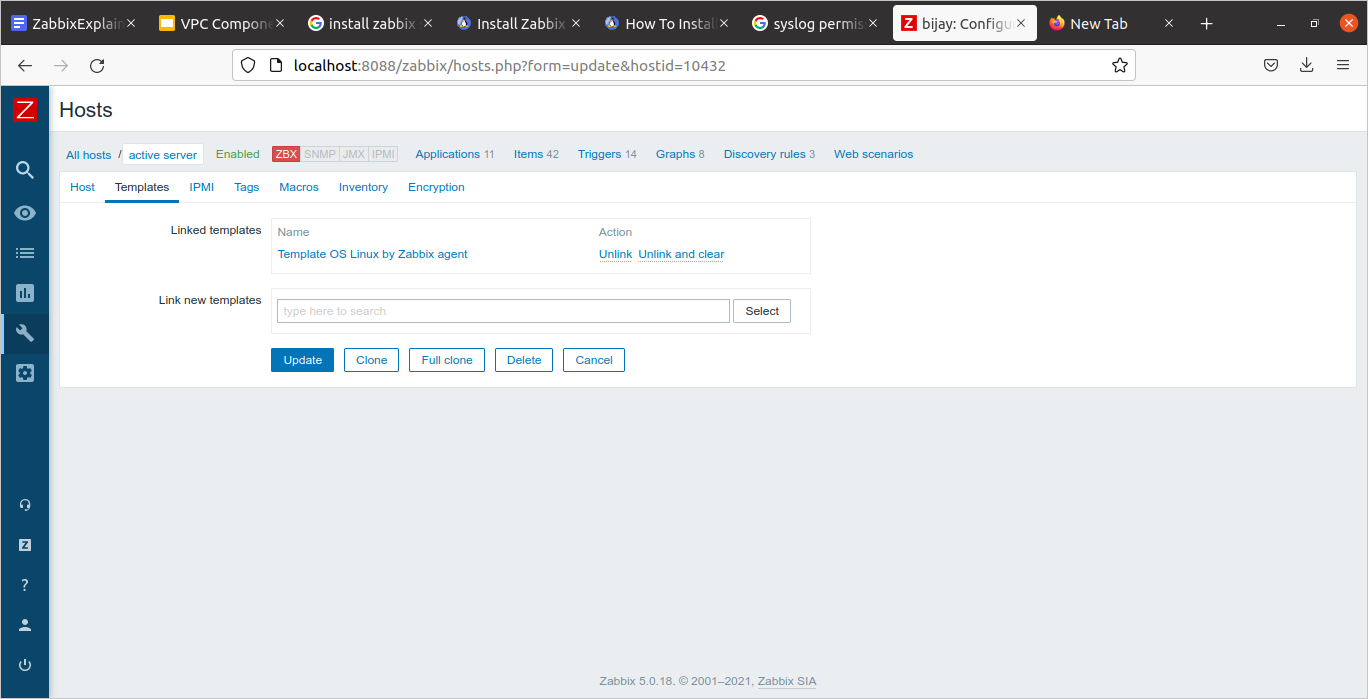 ZabbixExplain VPC Compone install zabbix Install Zabbix How To Install syslog permis bijay: Configu New Tab
localhost:8088/zabbix/hosts.php?form=update&hostid=10432
Z Hosts
All hosts / active server Enabled ZBX SNMP JMX IPMI Applications 11 Items 42 Triggers 14 Graphs 8 Discovery rules 3 Web scenarios
Host Templates IPMI Tags Macros Inventory Encryption
Linked templates Name Action
Template OS Linux by Zabbix agent Unlink Unlink and clear
Link new templates type here to search Select
Update Clone Full clone Delete Cancel
Z
?
Zabbix 5.0.18. © 2001–2021, Zabbix SIA